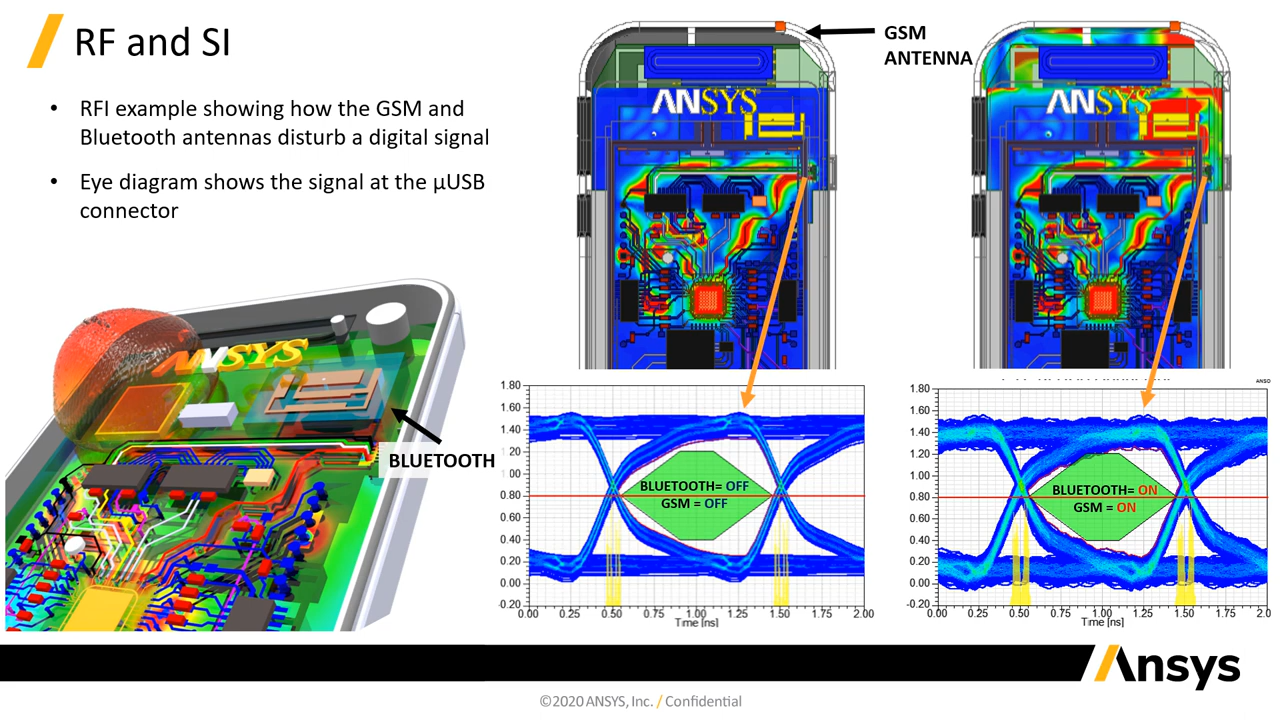 RF and SI
• RFI example showing how the GSM and
Bluetooth antennas disturb a digital signal
• Eye diagram shows the signal at the µUSB
connector
GSM
ANTENNA
ANSYS
ANSYS
ANSYS
BLUETOOTH
1.80
1.60
1.40
1.20
1.00
0.80
0.60
0.40
0.20
0.00
-0.20
BLUETOOTH= OFF
GSM = OFF
0.00 0.25 0.50 0.75 1.00 1.25 1.50 1.75 2.00
Time [ns]
ANSO
1.80
1.60
1.40
1.20
1.00
0.80
0.60
0.40
0.20
0.00
-0.20
BLUETOOTH= ON
GSM = ON
0.00 0.25 0.50 0.75 1.00 1.25 1.50 1.75 2.0
Time [ns]
Ansys
©2020 ANSYS, Inc. / Confidential